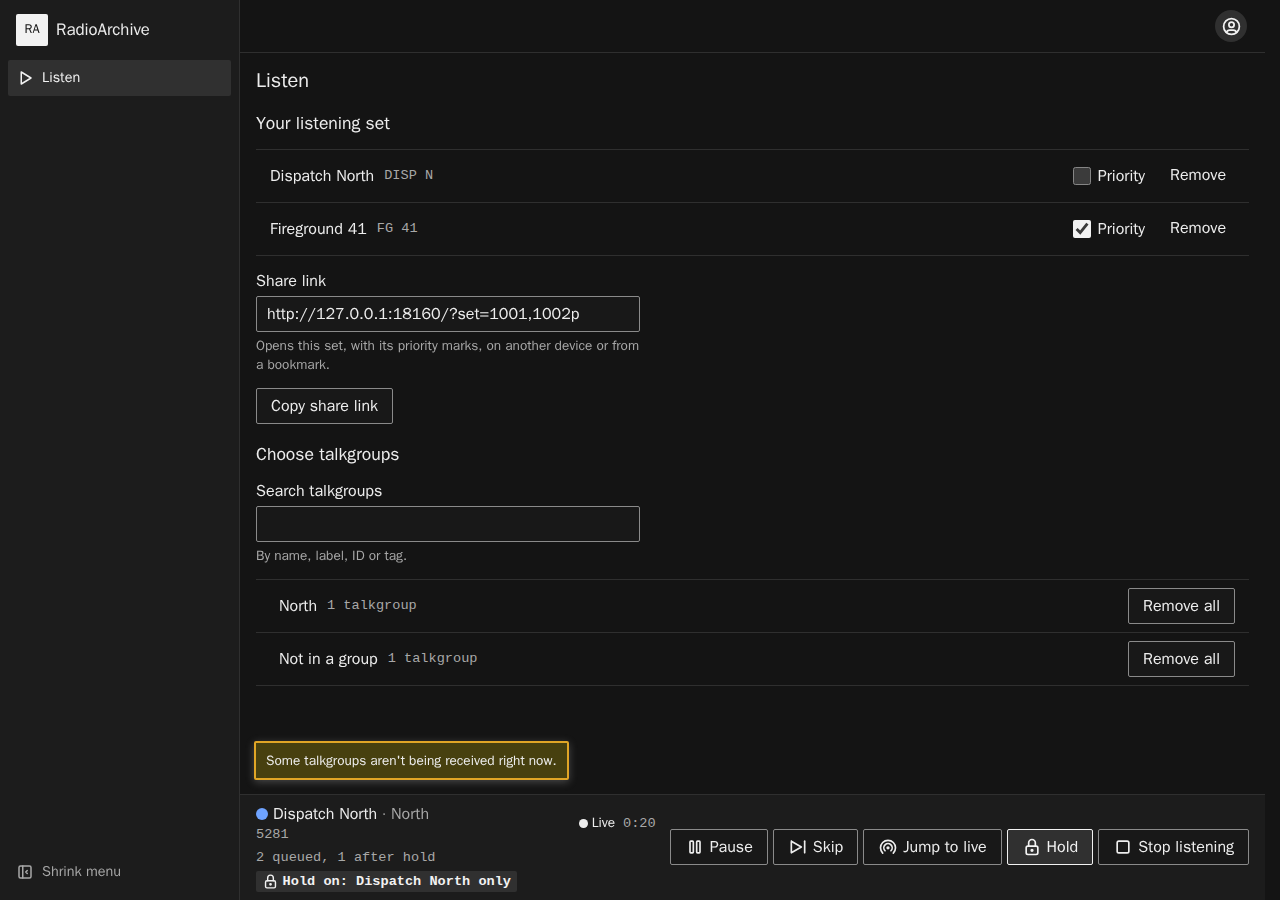 RA RadioArchive
Listen
Listen
Your listening set
Dispatch North DISP N Priority Remove
Fireground 41 FG 41 Priority Remove
Share link
http://127.0.0.1:18160/?set=1001,1002p
Opens this set, with its priority marks, on another device or from
a bookmark.
Copy share link
Choose talkgroups
Search talkgroups
By name, label, ID or tag.
North 1 talkgroup Remove all
Not in a group 1 talkgroup Remove all
Some talkgroups aren't being received right now.
Dispatch North · North
5281
2 queued, 1 after hold
Hold on: Dispatch North only
Live 0:20
Pause Skip Jump to live Hold Stop listening
Shrink menu